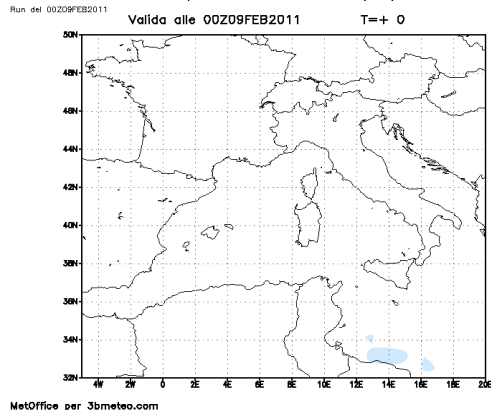 Run del 00Z09FEB2011
Valida alle 00Z09FEB2011 T=+ 0
50N
48N
46N
44N
42N
40N
38N
36N
34N
32N
4W 2W 0 2E 4E 6E 8E 10E 12E 14E 16E 18E 20E
MetOffice per 3bmeteo.com